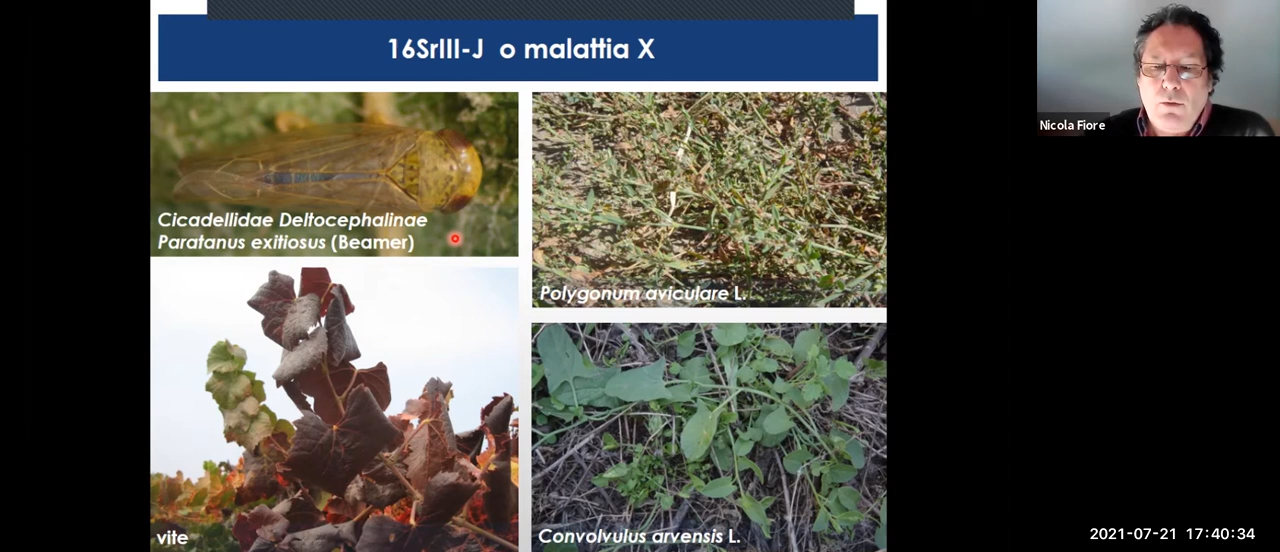 16SrIII-J o malattia X
Cicadellidae Deltocephalinae
Paratanus exitiosus (Beamer)
Polygonum aviculare L.
vite
Convolvulus arvensis L.
Nicola Fiore
2021-07-21 17:40:34